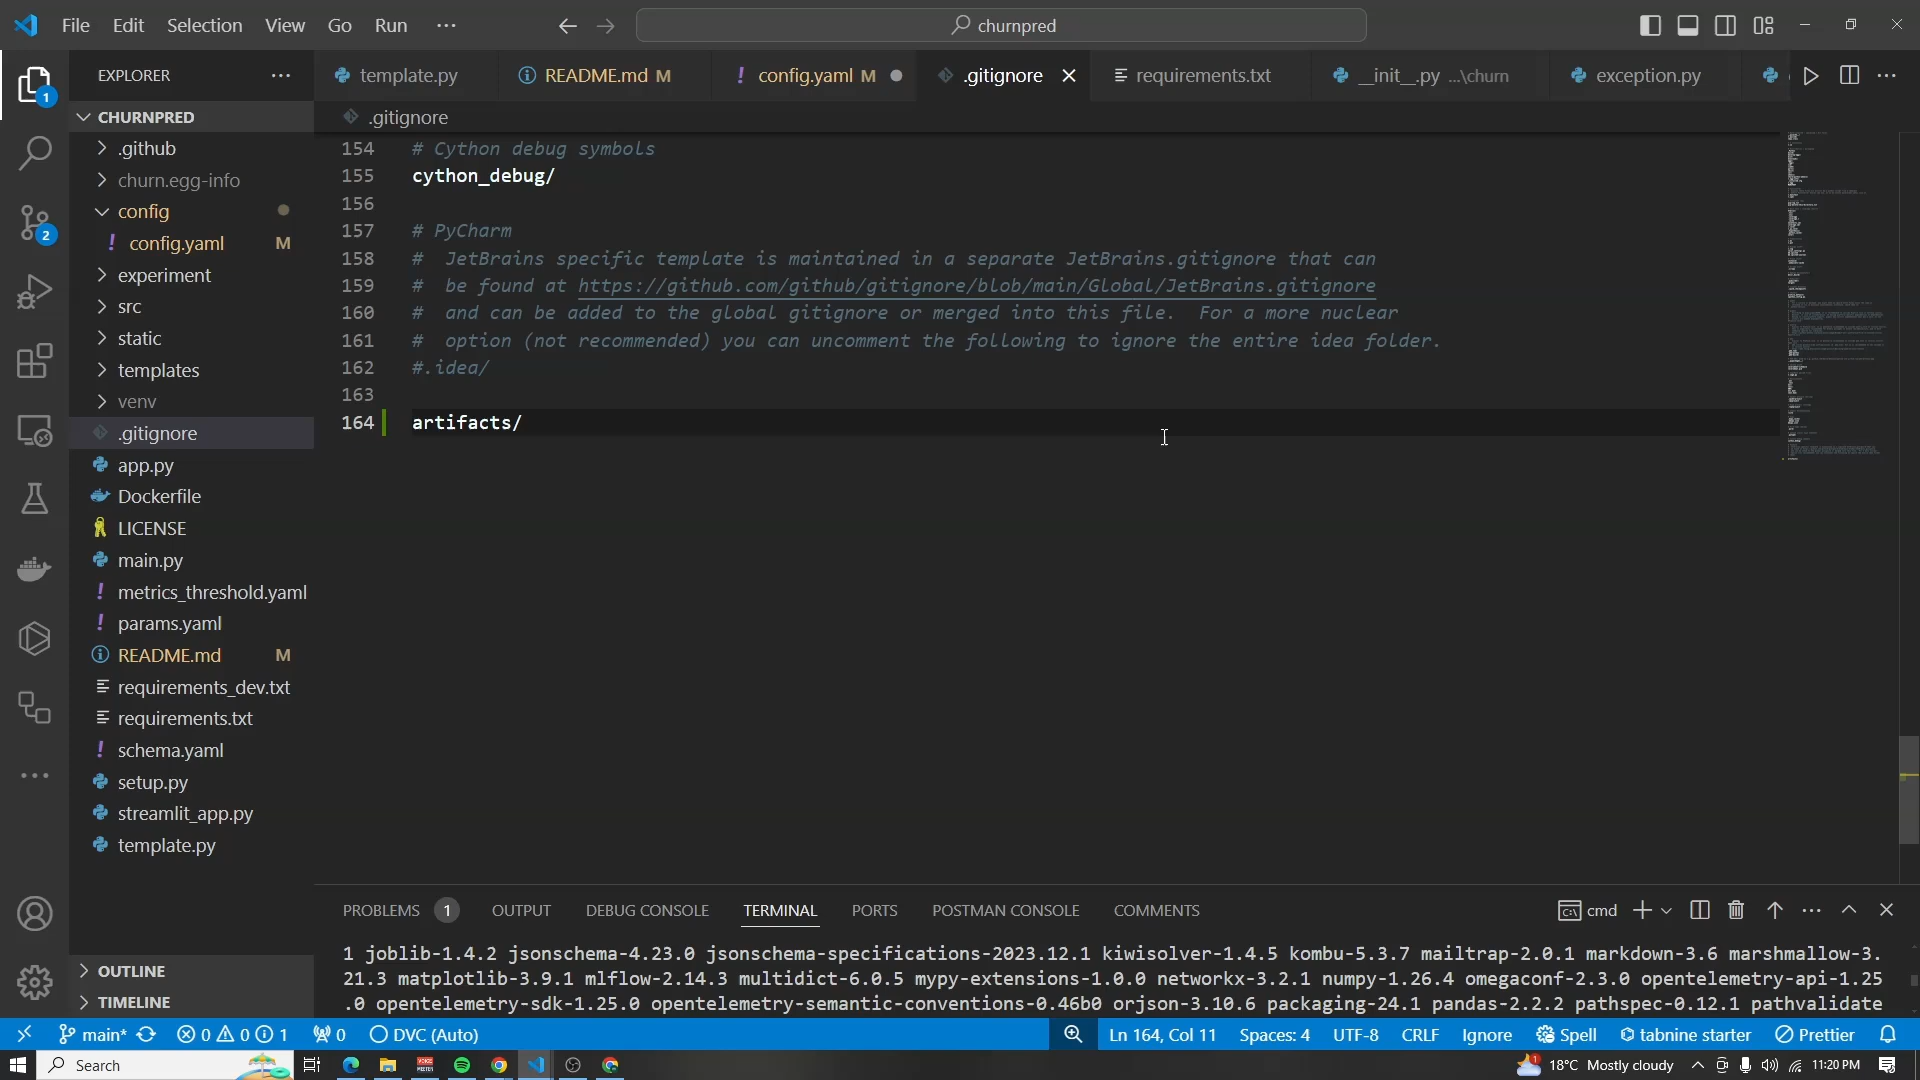 File Edit Selection View Go Run ···
churnpred
EXPLORER ···
template.py
README.md M
config.yaml M
.gitignore
requirements.txt
__init__.py ...\churn
exception.py
CHURNPRED
.github
churn.egg-info
config
config.yaml M
experiment
src
static
templates
venv
.gitignore
app.py
Dockerfile
LICENSE
main.py
metrics_threshold.yaml
params.yaml
README.md M
requirements_dev.txt
requirements.txt
schema.yaml
setup.py
streamlit_app.py
template.py
OUTLINE
TIMELINE
1
2
.gitignore
154 # Cython debug symbols
155 cython_debug/
156
157 # PyCharm
158 #  JetBrains specific template is maintained in a separate JetBrains.gitignore that can
159 #  be found at https://github.com/github/gitignore/blob/main/Global/JetBrains.gitignore
160 #  and can be added to the global gitignore or merged into this file.  For a more nuclear
161 #  option (not recommended) you can uncomment the following to ignore the entire idea folder.
162 #.idea/
163
164 artifacts/
PROBLEMS 1 OUTPUT DEBUG CONSOLE TERMINAL PORTS POSTMAN CONSOLE COMMENTS
cmd
1 joblib-1.4.2 jsonschema-4.23.0 jsonschema-specifications-2023.12.1 kiwisolver-1.4.5 kombu-5.3.7 mailtrap-2.0.1 markdown-3.6 marshmallow-3.
21.3 matplotlib-3.9.1 mlflow-2.14.3 multidict-6.0.5 mypy-extensions-1.0.0 networkx-3.2.1 numpy-1.26.4 omegaconf-2.3.0 opentelemetry-api-1.25
.0 opentelemetry-sdk-1.25.0 opentelemetry-semantic-conventions-0.46b0 orjson-3.10.6 packaging-24.1 pandas-2.2.2 pathspec-0.12.1 pathvalidate
main* 0 0 1 0 DVC (Auto)
Ln 164, Col 11 Spaces: 4 UTF-8 CRLF Ignore Spell tabnine starter Prettier
Search
1 18°C Mostly cloudy 11:20 PM